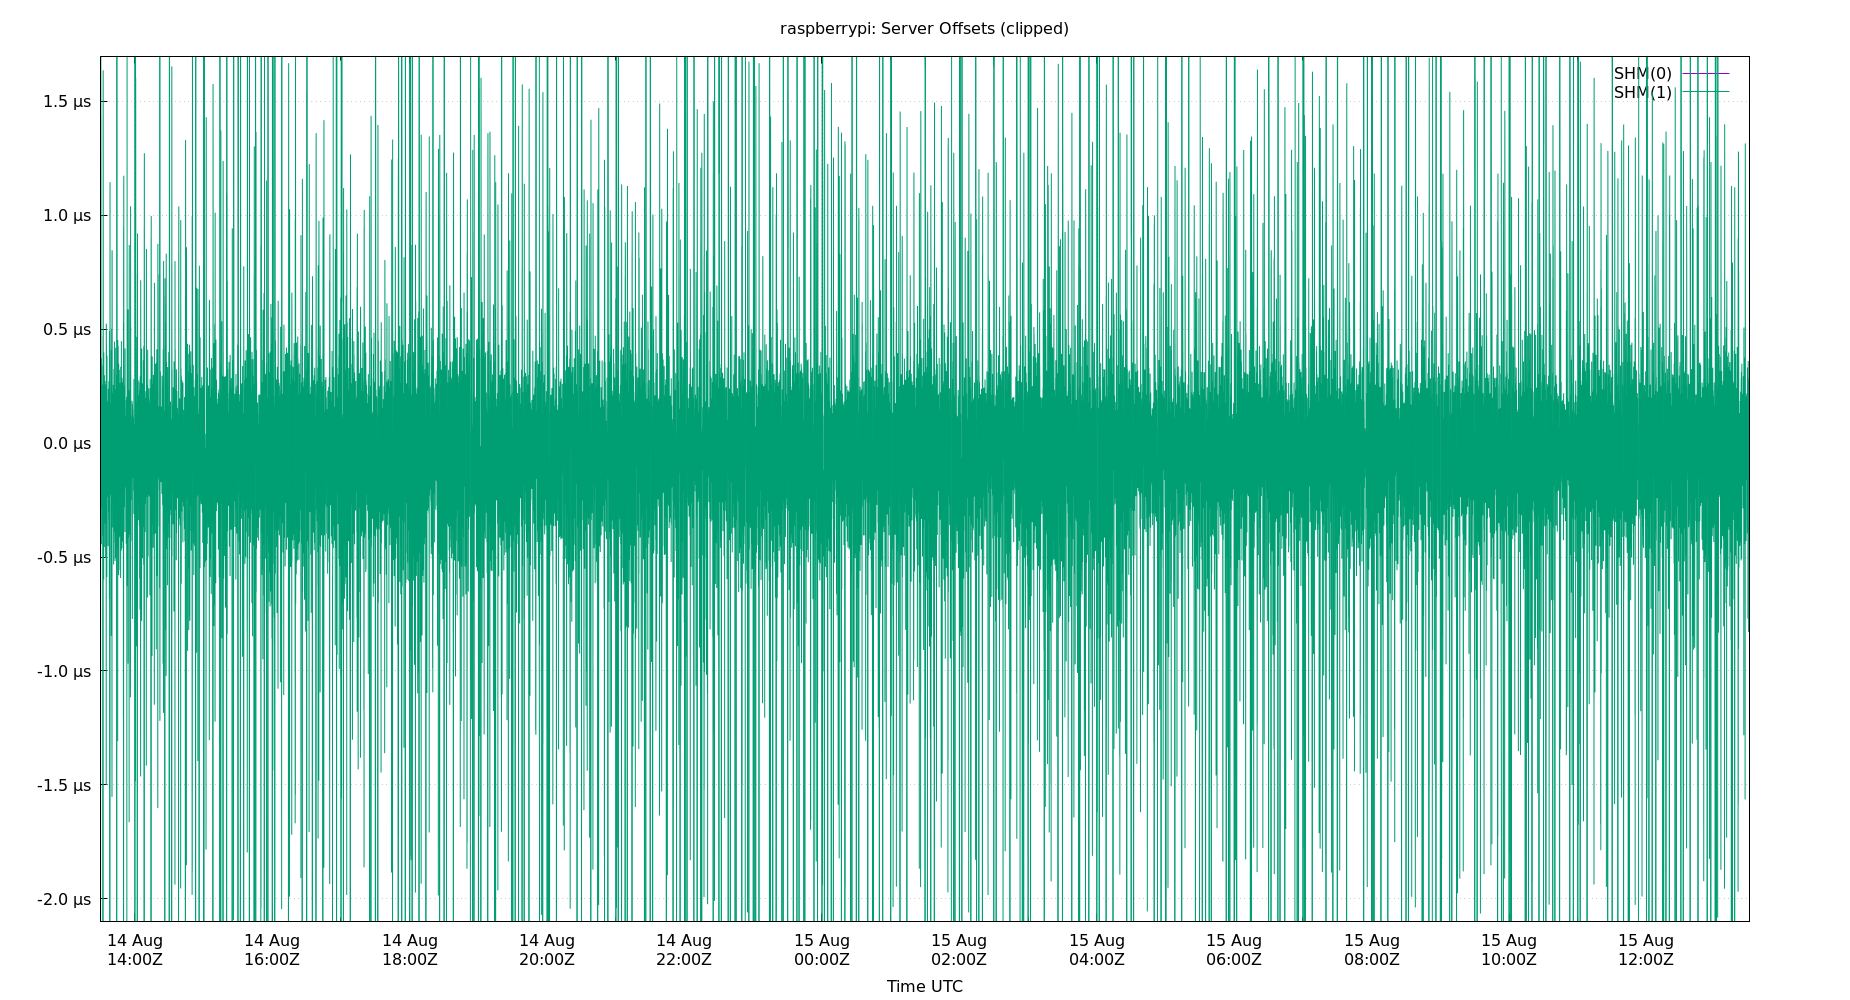 raspberrypi: Server Offsets (clipped)
SHM(0)
SHM(1)
1.5 µs
1.0 µs
0.5 µs
0.0 µs
-0.5 µs
-1.0 µs
-1.5 µs
-2.0 µs
14 Aug 14 Aug 14 Aug 14 Aug 14 Aug 15 Aug 15 Aug 15 Aug 15 Aug 15 Aug 15 Aug 15 Aug
14:00Z 16:00Z 18:00Z 20:00Z 22:00Z 00:00Z 02:00Z 04:00Z 06:00Z 08:00Z 10:00Z 12:00Z
Time UTC